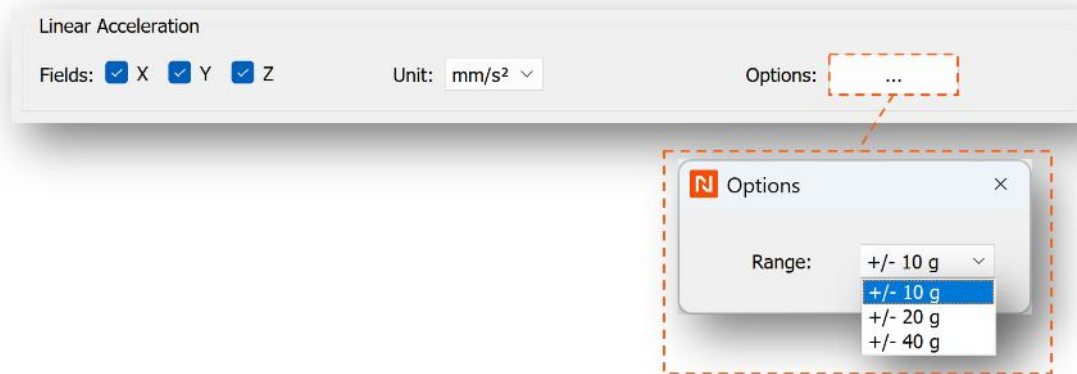 Linear Acceleration
Fields: X Y Z Unit: mm/s² Options: ...
Options
Range: +/- 10 g
+/- 10 g
+/- 20 g
+/- 40 g